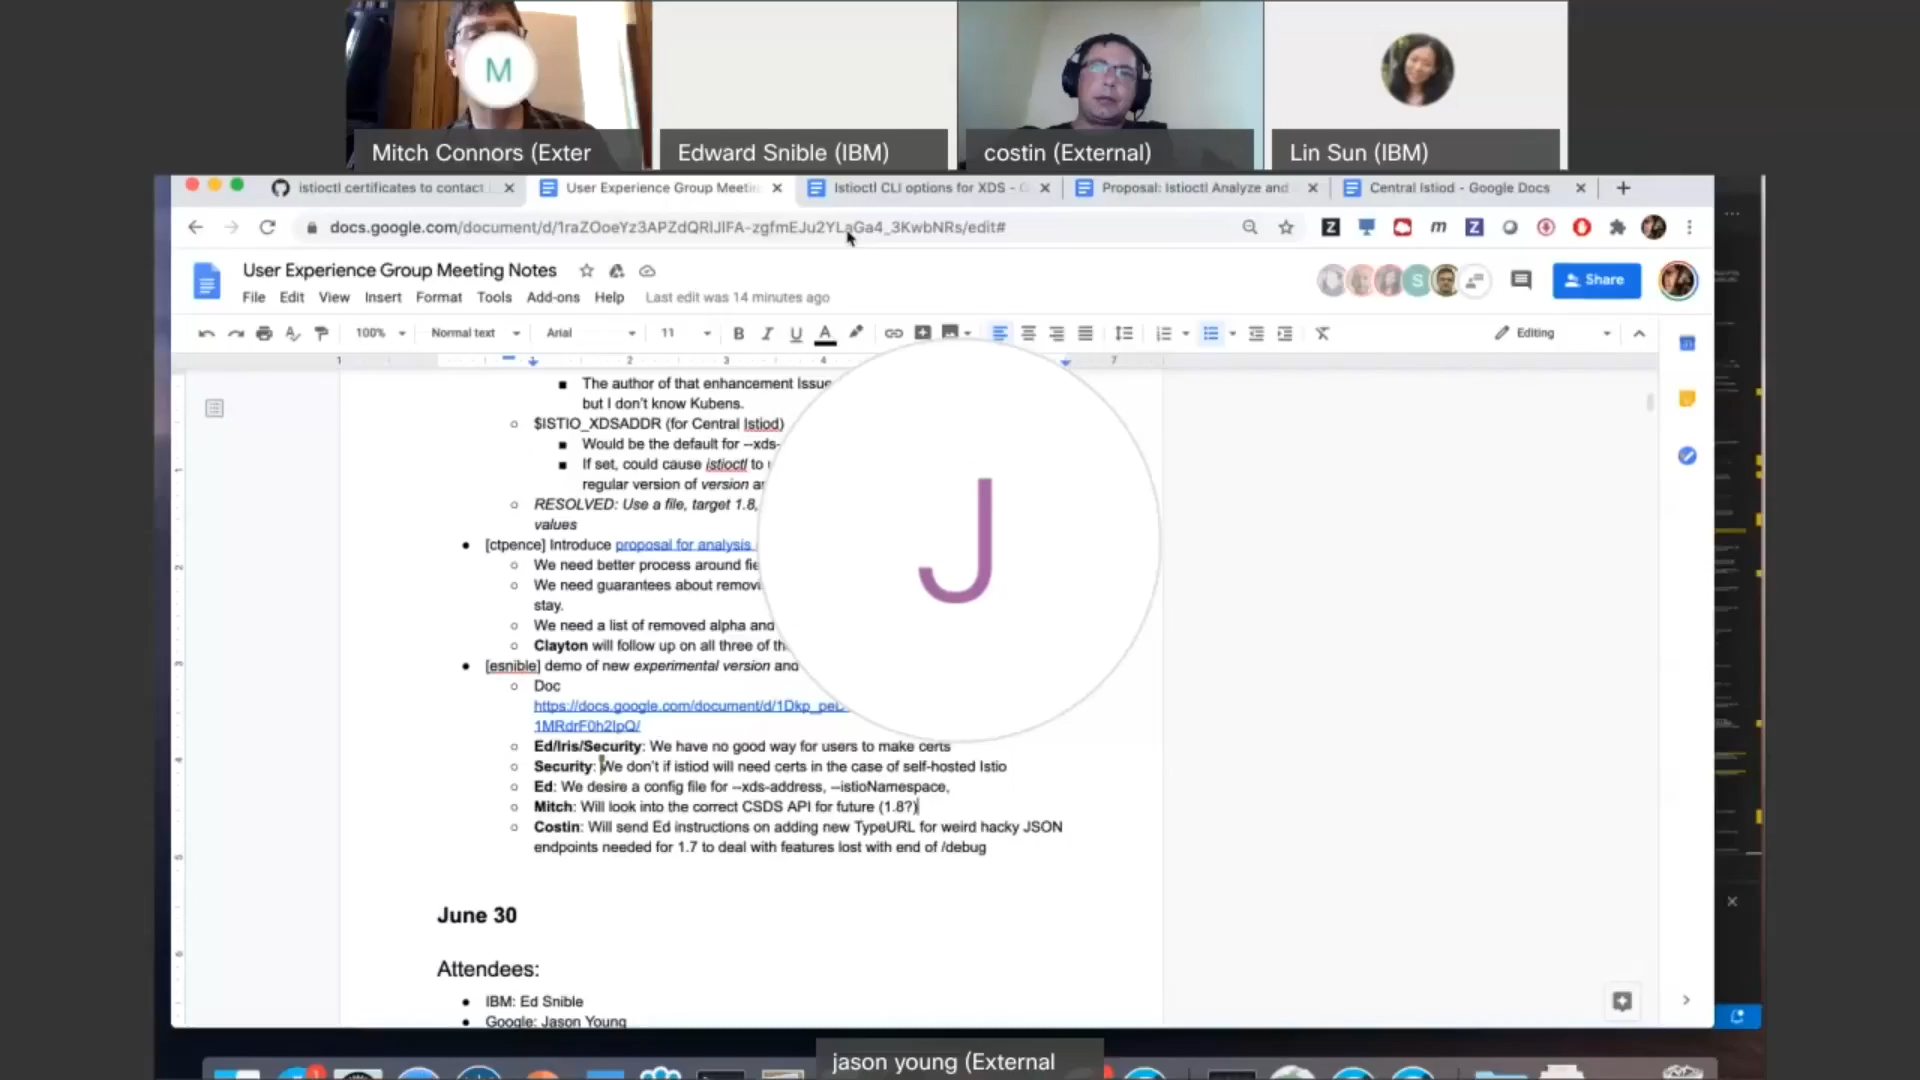 M
Mitch Connors (Exter
Edward Snible (IBM)
costin (External)
Lin Sun (IBM)
istioctl certificates to contact
User Experience Group Meetin
Istioctl CLI options for XDS - G
Proposal: Istioctl Analyze and
Central Istiod - Google Docs
docs.google.com/document/d/1raZOoeYz3APZdQRlJlFA-zgfmEJu2YLaGa4_3KwbNRs/edit#
Z
m
Z
User Experience Group Meeting Notes
S
Share
File Edit View Insert Format Tools Add-ons Help Last edit was 14 minutes ago
100% Normal text Arial 11 B I U A Editing
1 2 3 4 7
The author of that enhancement Issue
but I don't know Kubens.
$ISTIO_XDSADDR (for Central Istiod)
Would be the default for --xds-
If set, could cause istioctl to u
regular version of version an
RESOLVED: Use a file, target 1.8,
values
[ctpence] Introduce proposal for analysis
We need better process around fie
We need guarantees about removi
stay.
We need a list of removed alpha and
Clayton will follow up on all three of th
[esnible] demo of new experimental version and
Doc
https://docs.google.com/document/d/1Dkp_pe
1MRdrF0h2IpQ/
Ed/Iris/Security: We have no good way for users to make certs
Security: We don't if istiod will need certs in the case of self-hosted Istio
Ed: We desire a config file for --xds-address, --istioNamespace,
Mitch: Will look into the correct CSDS API for future (1.8?)
Costin: Will send Ed instructions on adding new TypeURL for weird hacky JSON
endpoints needed for 1.7 to deal with features lost with end of /debug
J
June 30
Attendees:
IBM: Ed Snible
Google: Jason Young
jason young (External